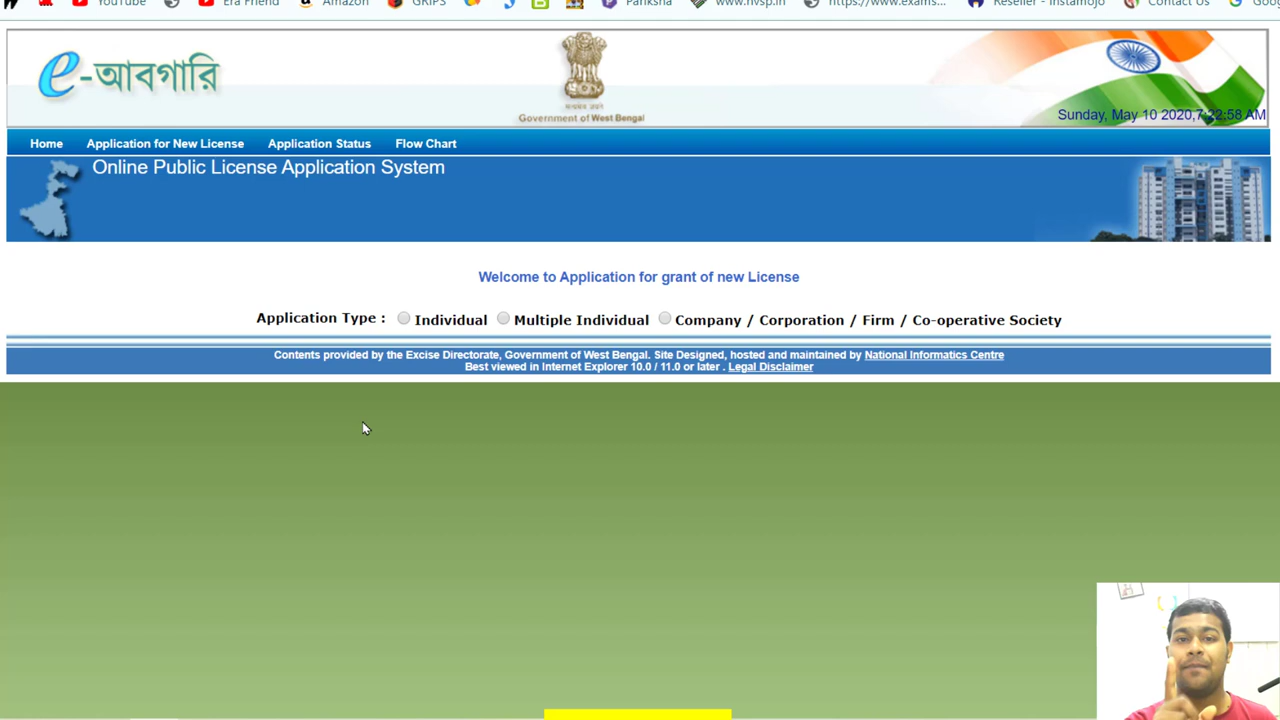 YouTube Era Friend Amazon GRIPS Pariksha www.nvsp.in https://www.exams... Reseller - Instamojo Contact Us Goog
e-আবগারি
सत्यमेव जयते
Government of West Bengal
Sunday, May 10 2020,7:22:58 AM
Home Application for New License Application Status Flow Chart
Online Public License Application System
Welcome to Application for grant of new License
Application Type : Individual Multiple Individual Company / Corporation / Firm / Co-operative Society
Contents provided by the Excise Directorate, Government of West Bengal. Site Designed, hosted and maintained by National Informatics Centre
Best viewed in Internet Explorer 10.0 / 11.0 or later . Legal Disclaimer